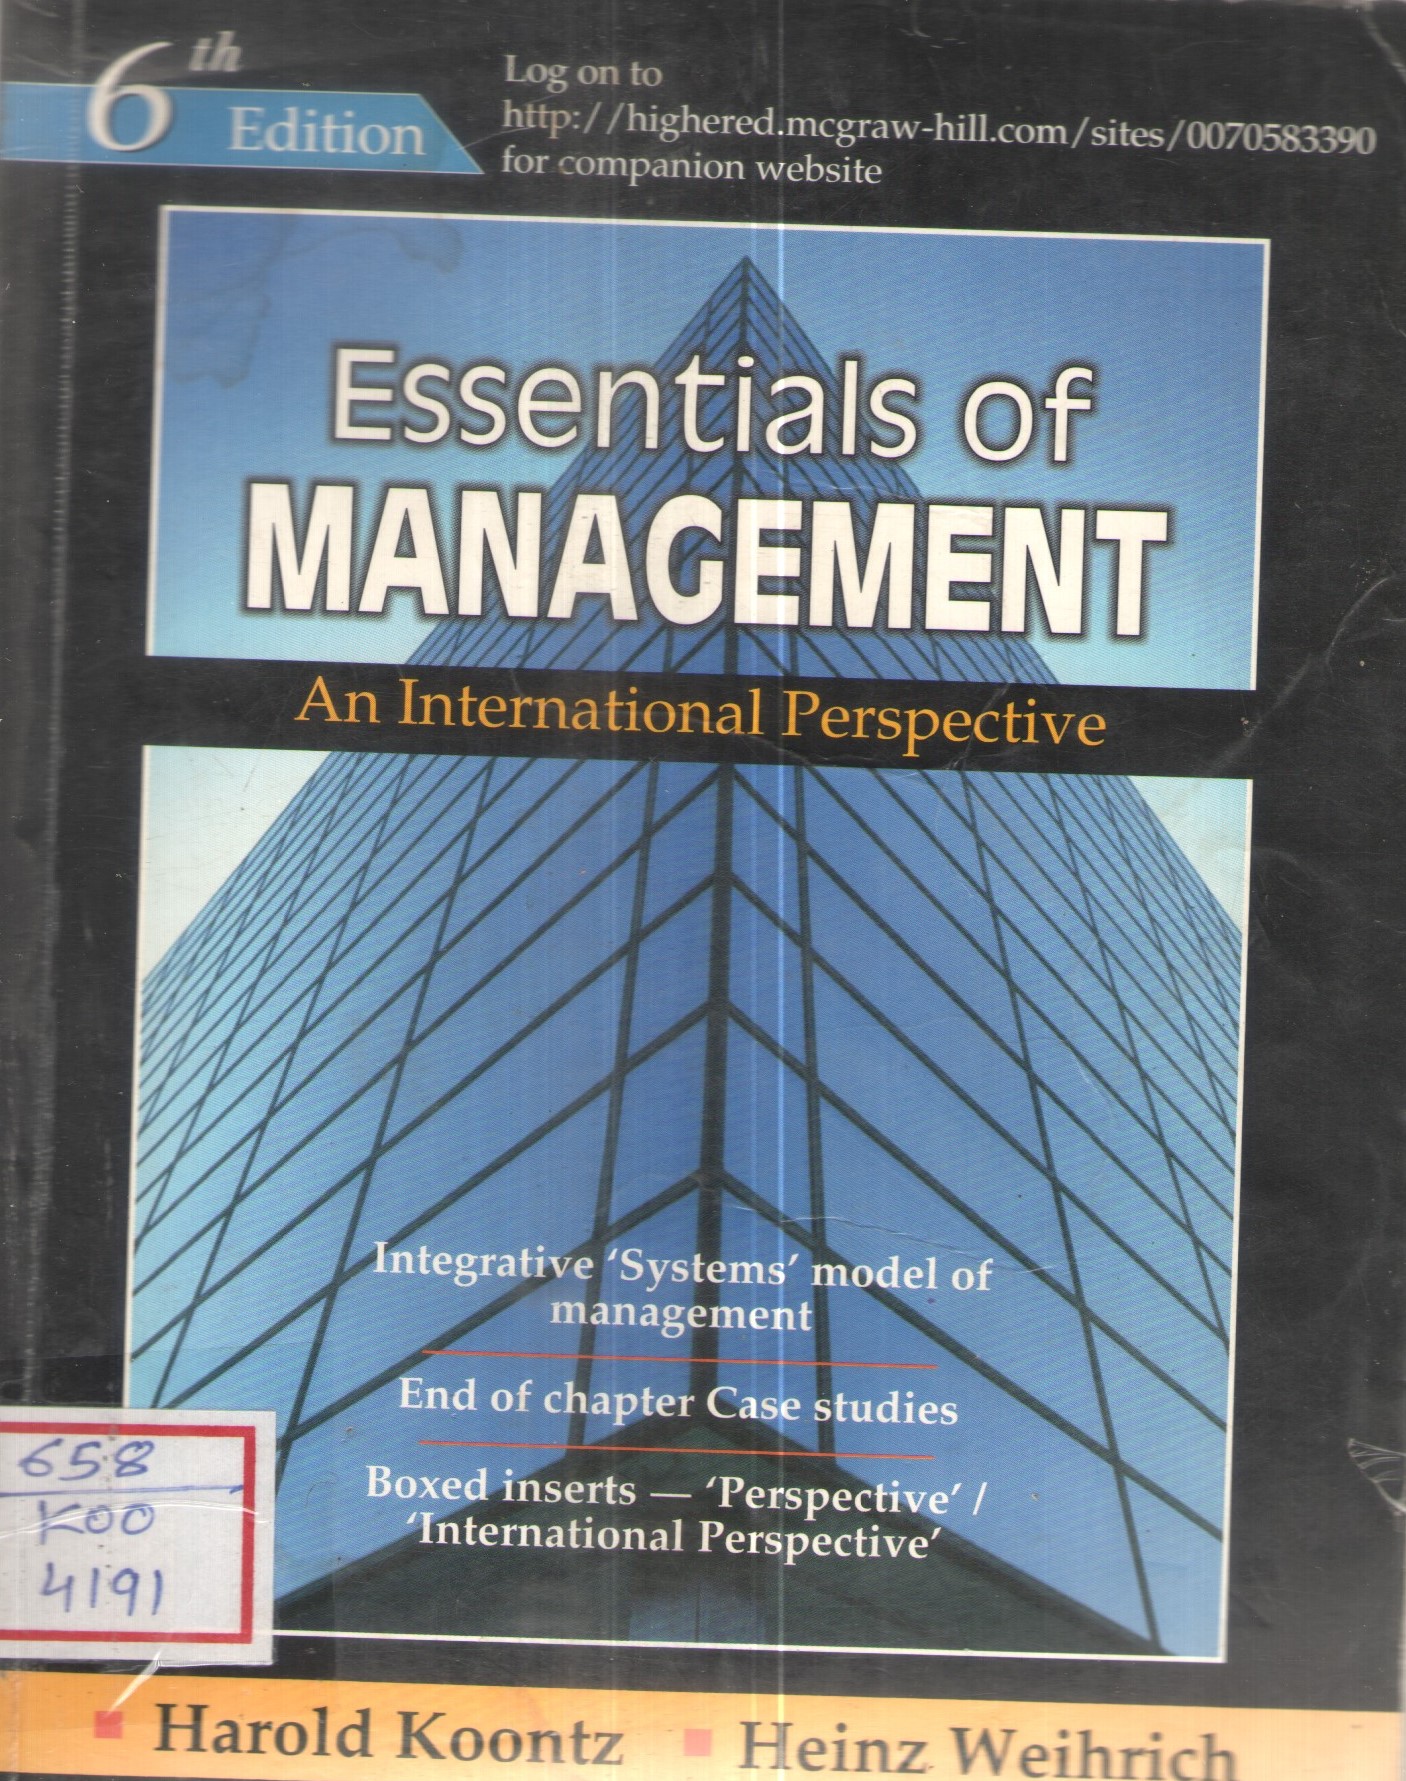 6th Edition
Log on to
http://highered.mcgraw-hill.com/sites/0070583390
for companion website
Essentials of
MANAGEMENT
An International Perspective
Integrative ‘Systems’ model of
management
End of chapter Case studies
Boxed inserts — ‘Perspective’ /
‘International Perspective’
658
KOO
4191
Harold Koontz
Heinz Weihrich